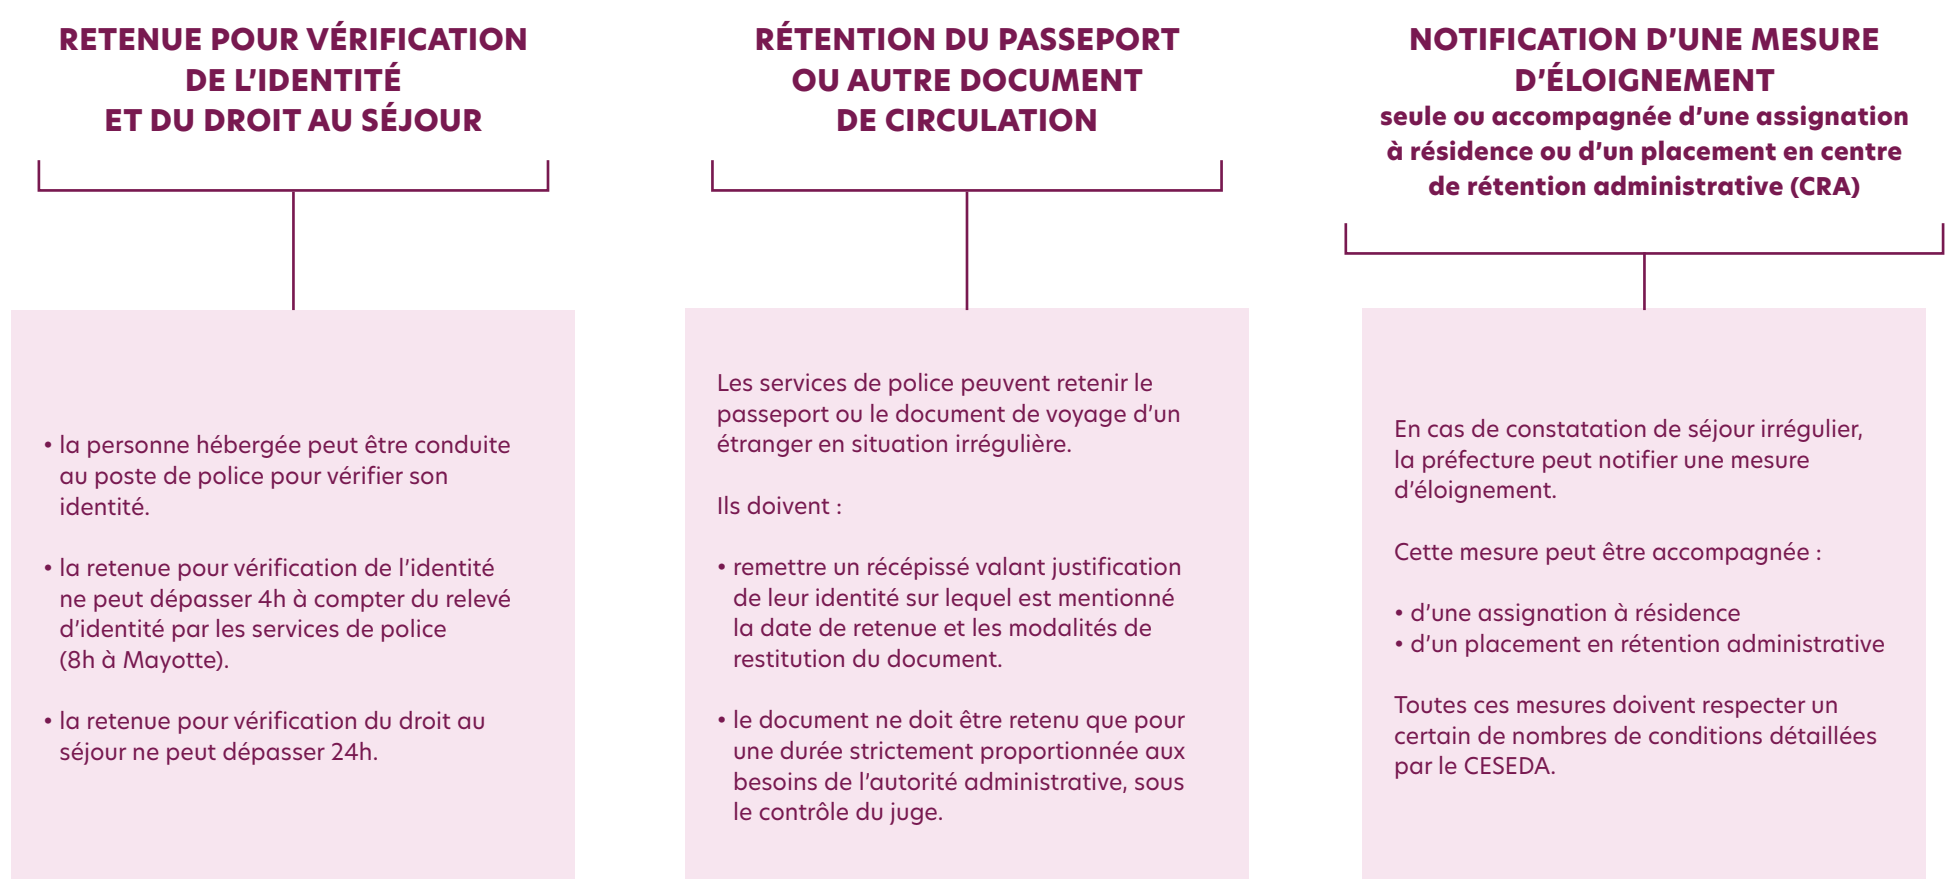 RETENUE POUR VÉRIFICATION
DE L’IDENTITÉ
ET DU DROIT AU SÉJOUR
• la personne hébergée peut être conduite
au poste de police pour vérifier son
identité.
• la retenue pour vérification de l’identité
ne peut dépasser 4h à compter du relevé
d’identité par les services de police
(8h à Mayotte).
• la retenue pour vérification du droit au
séjour ne peut dépasser 24h.
RÉTENTION DU PASSEPORT
OU AUTRE DOCUMENT
DE CIRCULATION
Les services de police peuvent retenir le
passeport ou le document de voyage d’un
étranger en situation irrégulière.
Ils doivent :
• remettre un récépissé valant justification
de leur identité sur lequel est mentionné
la date de retenue et les modalités de
restitution du document.
• le document ne doit être retenu que pour
une durée strictement proportionnée aux
besoins de l’autorité administrative, sous
le contrôle du juge.
NOTIFICATION D’UNE MESURE
D’ÉLOIGNEMENT
seule ou accompagnée d’une assignation
à résidence ou d’un placement en centre
de rétention administrative (CRA)
En cas de constatation de séjour irrégulier,
la préfecture peut notifier une mesure
d’éloignement.
Cette mesure peut être accompagnée :
• d’une assignation à résidence
• d’un placement en rétention administrative
Toutes ces mesures doivent respecter un
certain de nombres de conditions détaillées
par le CESEDA.